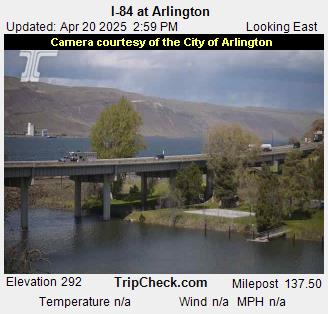 I-84 at Arlington
Updated: Apr 20 2025 2:59 PM Looking East
Camera courtesy of the City of Arlington
Elevation 292 TripCheck.com Milepost 137.50
Temperature n/a Wind n/a MPH n/a